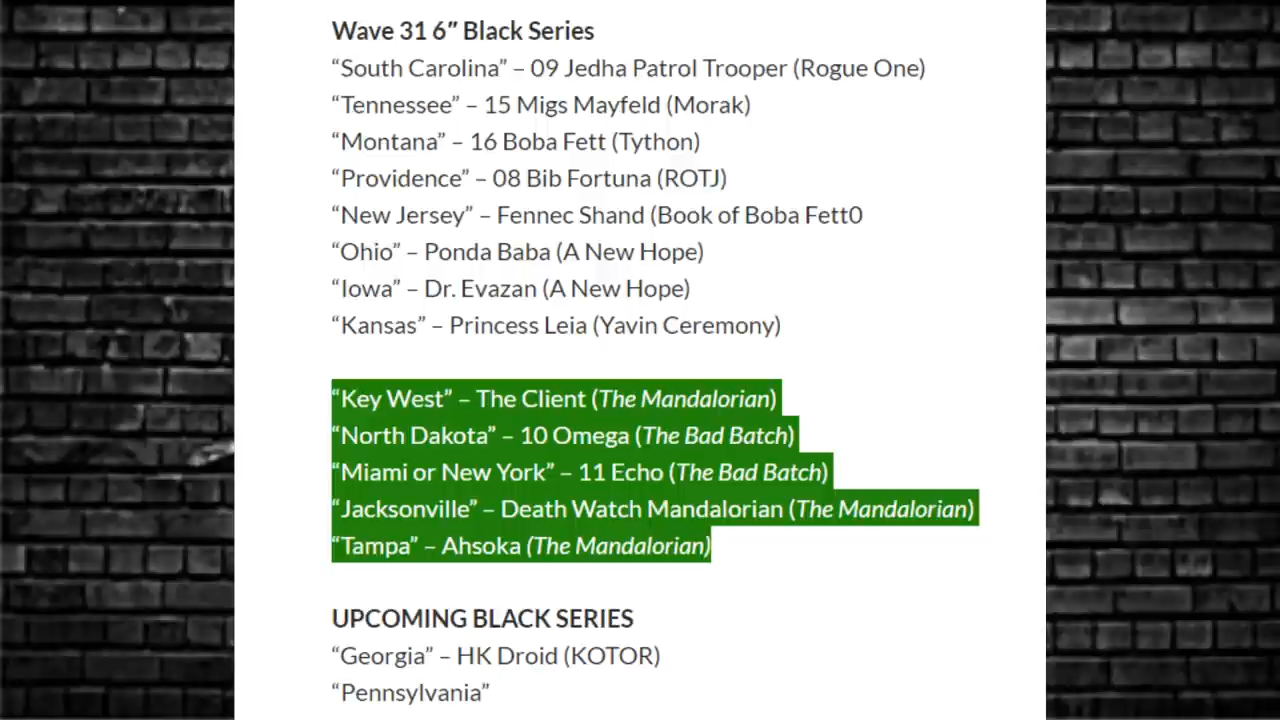 Wave 31 6″ Black Series
“South Carolina” – 09 Jedha Patrol Trooper (Rogue One)
“Tennessee” – 15 Migs Mayfeld (Morak)
“Montana” – 16 Boba Fett (Tython)
“Providence” – 08 Bib Fortuna (ROTJ)
“New Jersey” – Fennec Shand (Book of Boba Fett0
“Ohio” – Ponda Baba (A New Hope)
“Iowa” – Dr. Evazan (A New Hope)
“Kansas” – Princess Leia (Yavin Ceremony)
“Key West” – The Client (The Mandalorian)
“North Dakota” – 10 Omega (The Bad Batch)
“Miami or New York” – 11 Echo (The Bad Batch)
“Jacksonville” – Death Watch Mandalorian (The Mandalorian)
“Tampa” – Ahsoka (The Mandalorian)
UPCOMING BLACK SERIES
“Georgia” – HK Droid (KOTOR)
“Pennsylvania”